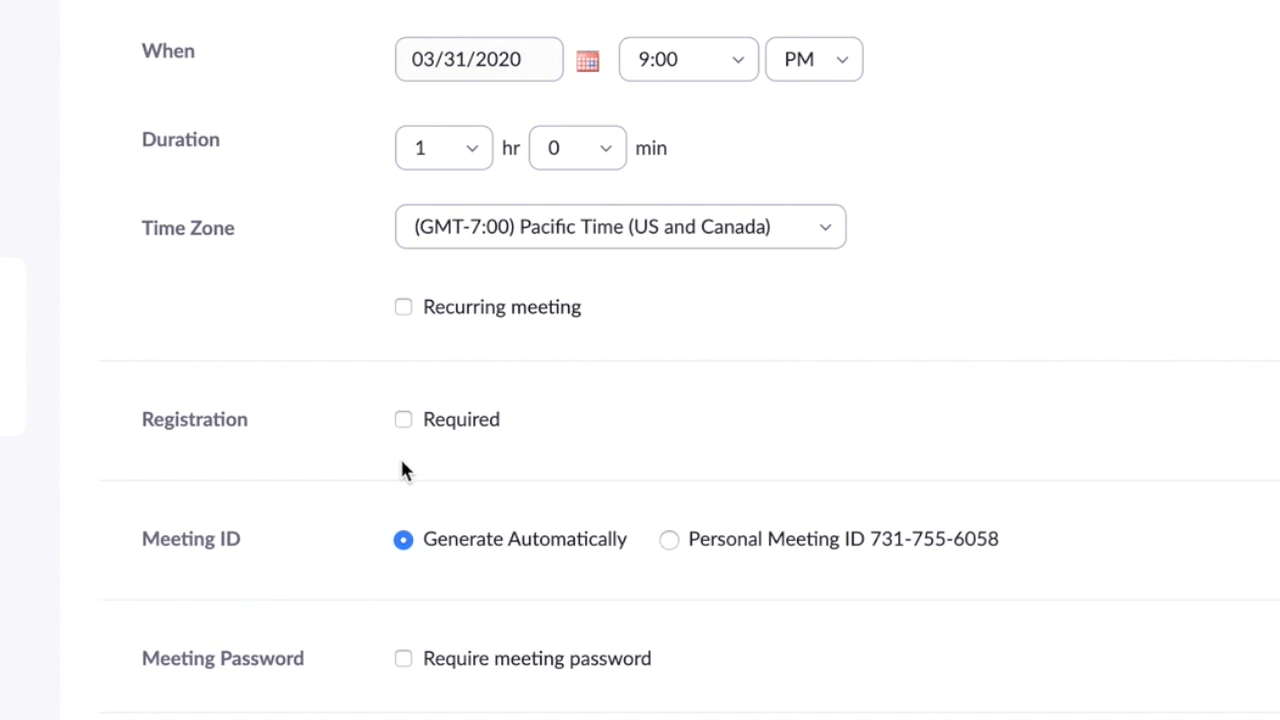 When 03/31/2020 9:00 PM
Duration 1 hr 0 min
Time Zone (GMT-7:00) Pacific Time (US and Canada)
Recurring meeting
Registration Required
Meeting ID Generate Automatically Personal Meeting ID 731-755-6058
Meeting Password Require meeting password